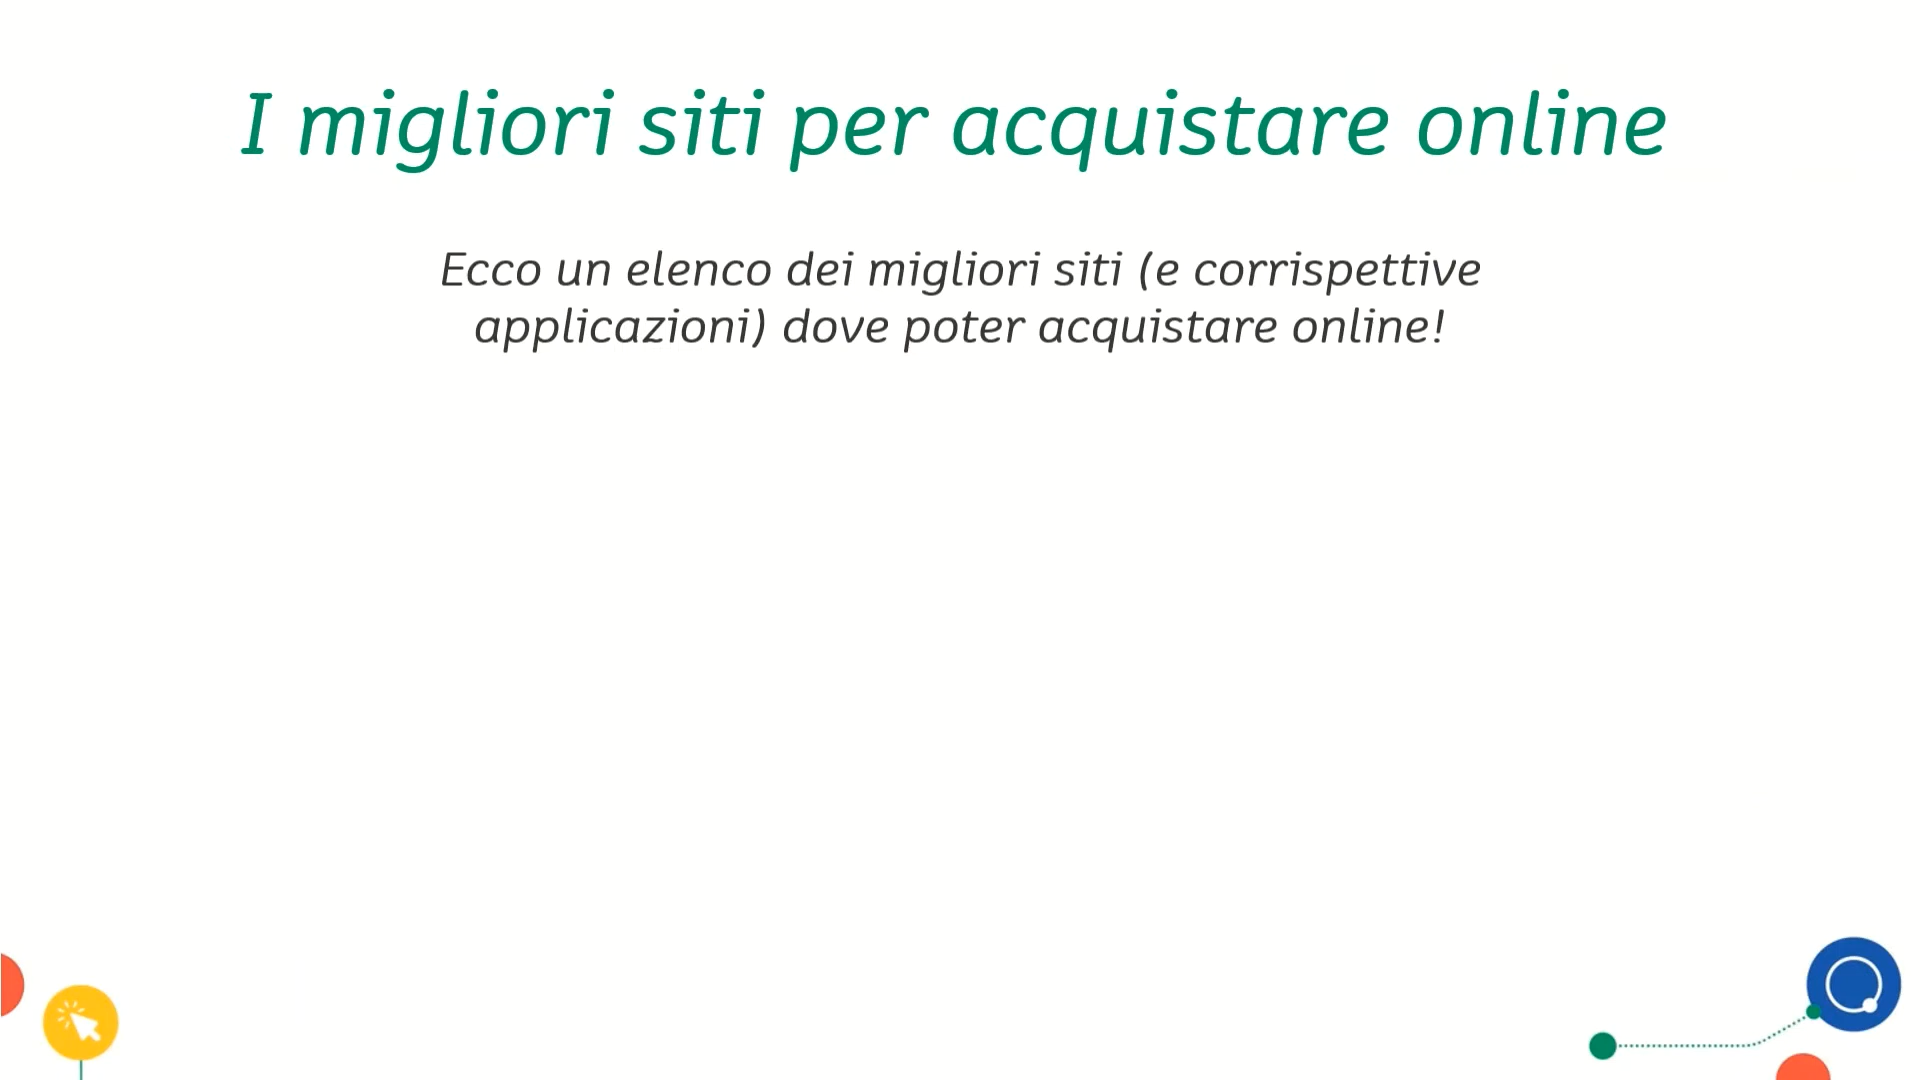 I migliori siti per acquistare online
Ecco un elenco dei migliori siti (e corrispettive
applicazioni) dove poter acquistare online!